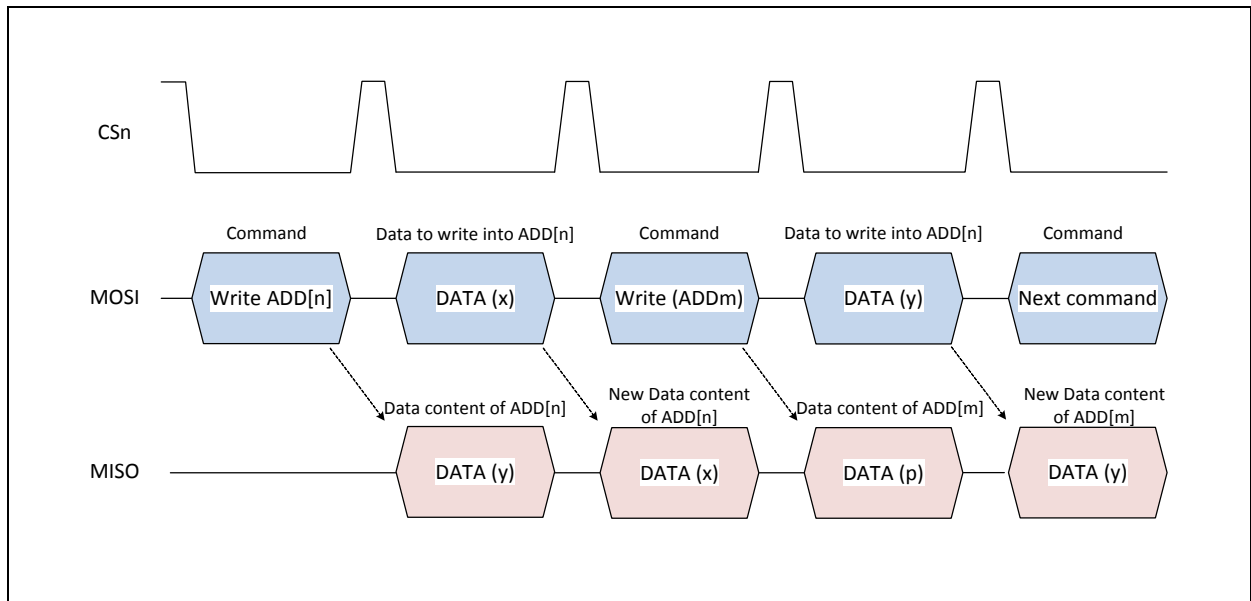 CSn
Command
Data to write into ADD[n]
Command
Data to write into ADD[n]
Command
MOSI
Write ADD[n]
DATA (x)
Write (ADDm)
DATA (y)
Next command
Data content of ADD[n]
New Data content
of ADD[n]
Data content of ADD[m]
New Data content
of ADD[m]
MISO
DATA (y)
DATA (x)
DATA (p)
DATA (y)